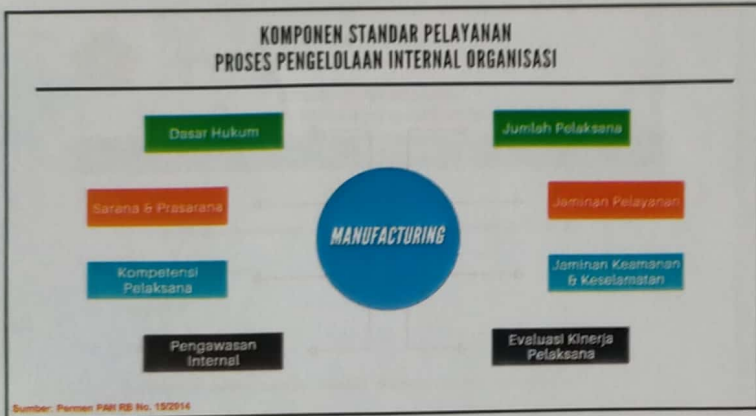 KOMPONEN STANDAR PELAYANAN
PROSES PENGELOLAAN INTERNAL ORGANISASI
Dasar Hukum
Jumlah Pelaksana
Sarana & Prasarana
Jaminan Pelayanan
MANUFACTURING
Kompetensi
Pelaksana
Jaminan Keamanan
& Keselamatan
Pengawasan
Internal
Evaluasi Kinerja
Pelaksana
Sumber: Permen PAN RB No. 15/2014